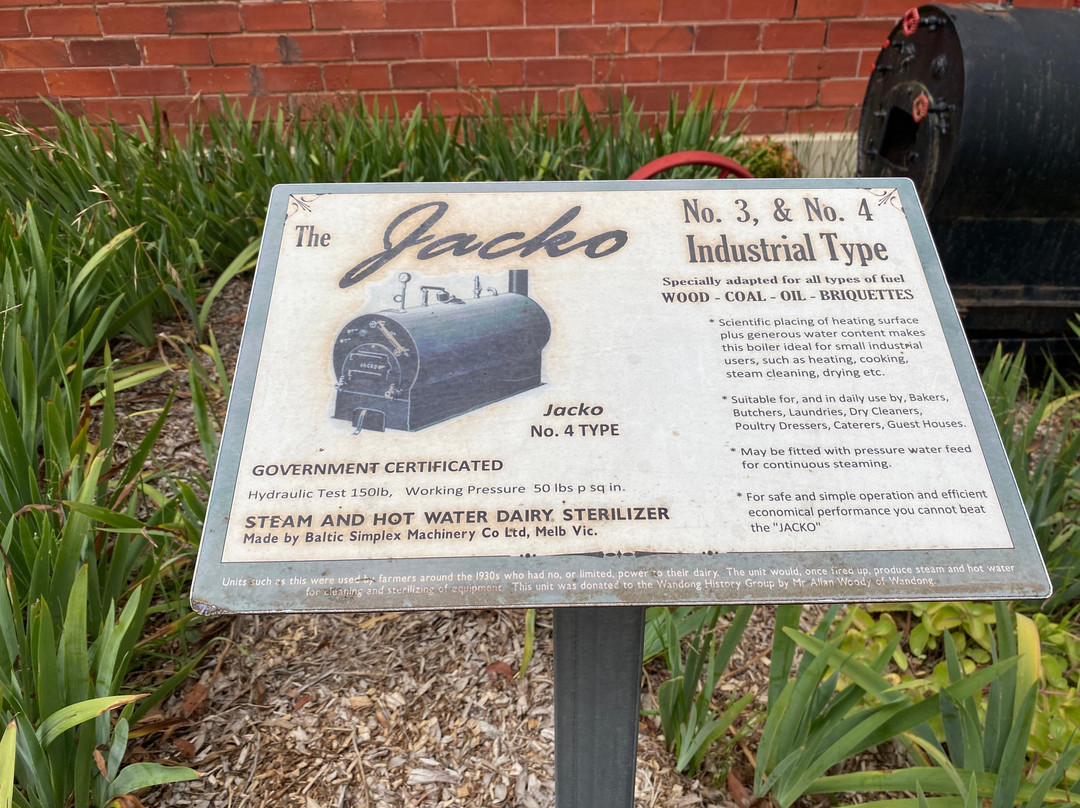 The Jacko
No. 3, & No. 4
Industrial Type
Specially adapted for all types of fuel
WOOD - COAL - OIL - BRIQUETTES
* Scientific placing of heating surface
plus generous water content makes
this boiler ideal for small industrial
users, such as heating, cooking,
steam cleaning, drying etc.
* Suitable for, and in daily use by, Bakers,
Butchers, Laundries, Dry Cleaners,
Poultry Dressers, Caterers, Guest Houses.
* May be fitted with pressure water feed
for continuous steaming.
* For safe and simple operation and efficient
economical performance you cannot beat
the "JACKO"
JACKO
Jacko
No. 4 TYPE
GOVERNMENT CERTIFICATED
Hydraulic Test 150lb, Working Pressure 50 lbs p sq in.
STEAM AND HOT WATER DAIRY STERILIZER
Made by Baltic Simplex Machinery Co Ltd, Melb Vic.
Units such as this were used by farmers around the 1930s who had no, or limited, power to their dairy. The unit would, once fired up, produce steam and hot water
for cleaning and sterilizing of equipment. This unit was donated to the Wandong History Group by Mr Allan Woody of Wandong.